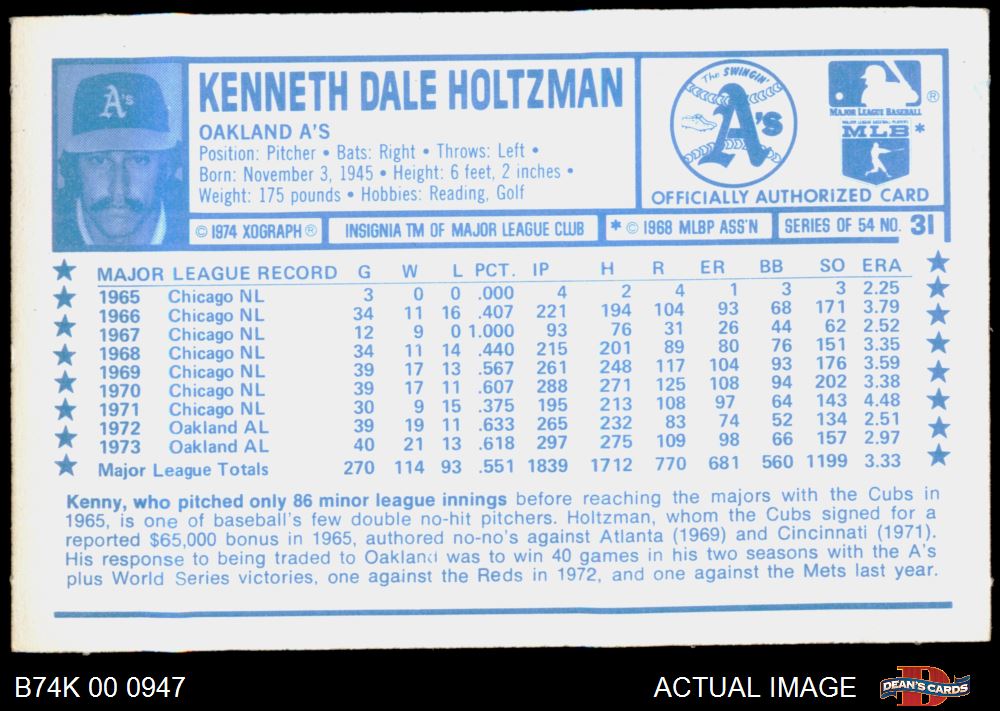 KENNETH DALE HOLTZMAN
OAKLAND A'S
Position: Pitcher • Bats: Right • Throws: Left •
Born: November 3, 1945 • Height: 6 feet, 2 inches •
Weight: 175 pounds • Hobbies: Reading, Golf
A's
The SWINGIN'
A's
MAJOR LEAGUE BASEBALL ®
MAJOR LEAGUE BASEBALL PLAYERS
MLB *
OFFICIALLY AUTHORIZED CARD
© 1974 XOGRAPH ® INSIGNIA TM OF MAJOR LEAGUE CLUB * © 1968 MLBP ASS'N SERIES OF 54 NO. 31
MAJOR LEAGUE RECORD G W L PCT. IP H R ER BB SO ERA
1965 Chicago NL 3 0 0 .000 4 2 4 1 3 3 2.25
1966 Chicago NL 34 11 16 .407 221 194 104 93 68 171 3.79
1967 Chicago NL 12 9 0 1.000 93 76 31 26 44 62 2.52
1968 Chicago NL 34 11 14 .440 215 201 89 80 76 151 3.35
1969 Chicago NL 39 17 13 .567 261 248 117 104 93 176 3.59
1970 Chicago NL 39 17 11 .607 288 271 125 108 94 202 3.38
1971 Chicago NL 30 9 15 .375 195 213 108 97 64 143 4.48
1972 Oakland AL 39 19 11 .633 265 232 83 74 52 134 2.51
1973 Oakland AL 40 21 13 .618 297 275 109 98 66 157 2.97
Major League Totals 270 114 93 .551 1839 1712 770 681 560 1199 3.33
Kenny, who pitched only 86 minor league innings before reaching the majors with the Cubs in
1965, is one of baseball's few double no-hit pitchers. Holtzman, whom the Cubs signed for a
reported $65,000 bonus in 1965, authored no-no's against Atlanta (1969) and Cincinnati (1971).
His response to being traded to Oakland was to win 40 games in his two seasons with the A's
plus World Series victories, one against the Reds in 1972, and one against the Mets last year.
B74K 00 0947
ACTUAL IMAGE
D
DEAN'S CARDS